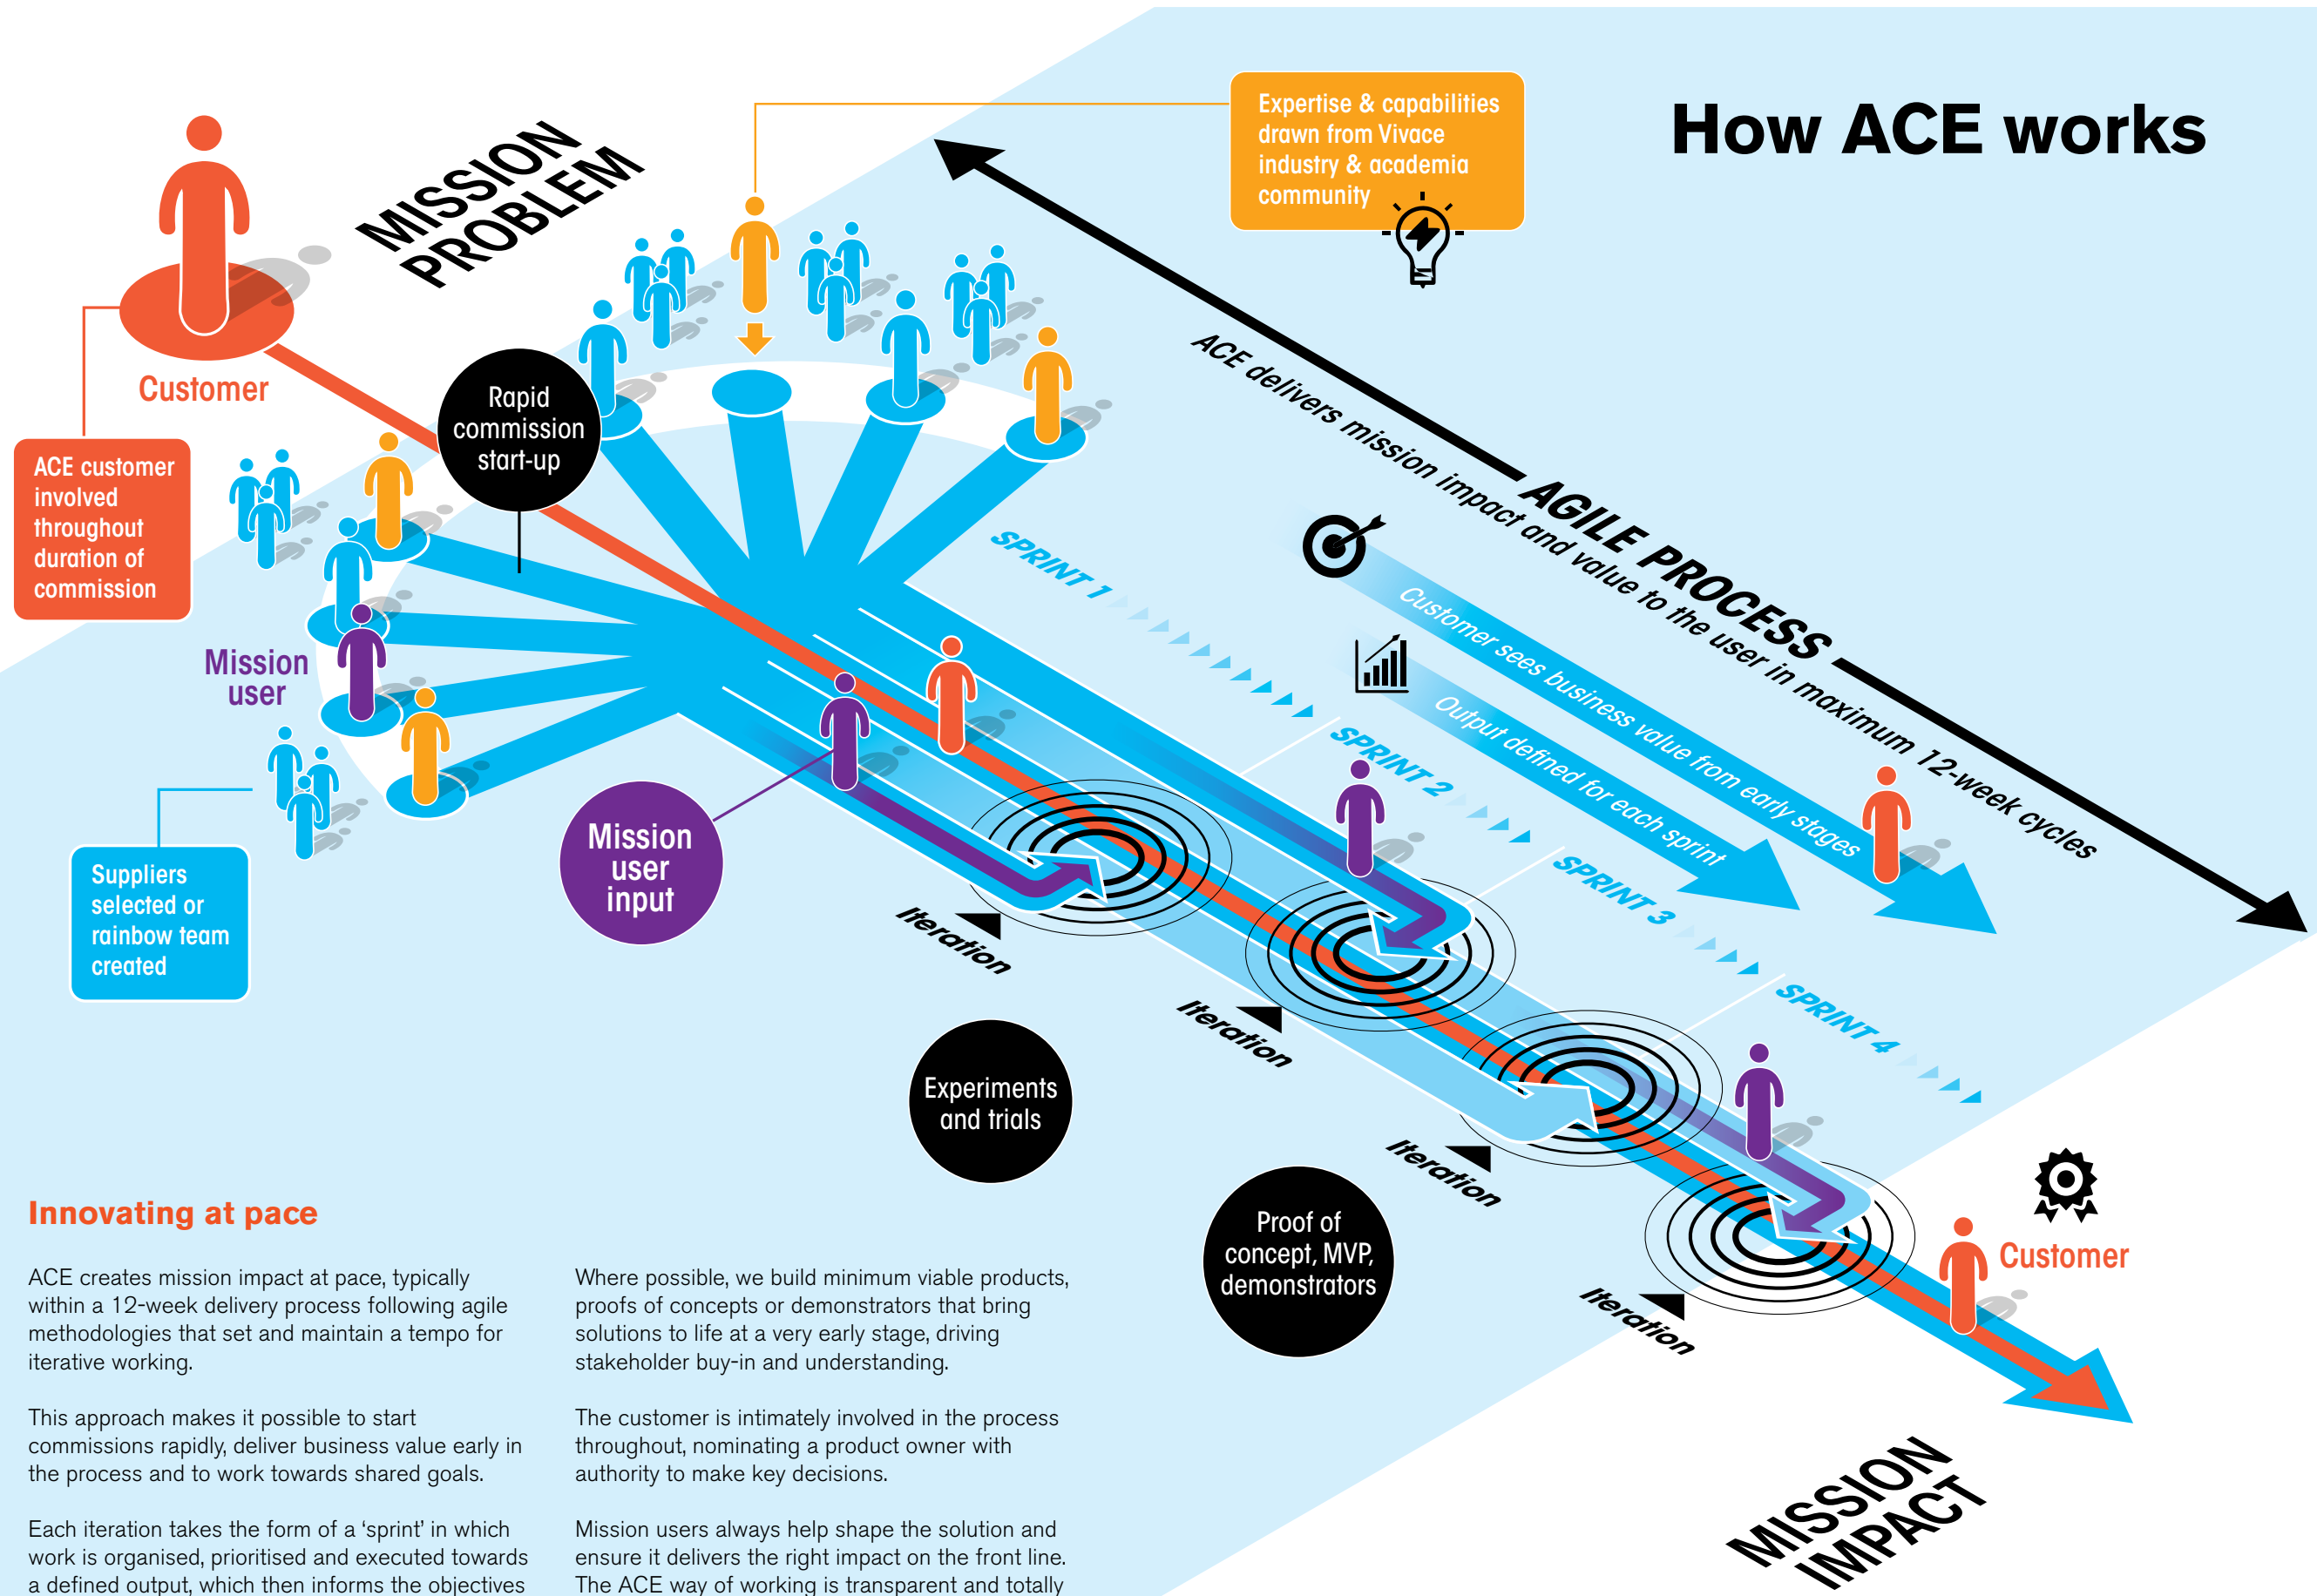 How ACE works
MISSION
PROBLEM
Expertise & capabilities
drawn from Vivace
industry & academia
community
Customer
ACE customer
involved
throughout
duration of
commission
Rapid
commission
start-up
Mission
user
Suppliers
selected or
rainbow team
created
Mission
user
input
AGILE PROCESS
ACE delivers mission impact and value to the user in maximum 12-week cycles
Customer sees business value from early stages
Output defined for each sprint
SPRINT 1
SPRINT 2
SPRINT 3
SPRINT 4
Iteration
Iteration
Iteration
Iteration
Experiments
and trials
Proof of
concept, MVP,
demonstrators
Customer
MISSION
IMPACT
Innovating at pace
ACE creates mission impact at pace, typically
within a 12-week delivery process following agile
methodologies that set and maintain a tempo for
iterative working.
This approach makes it possible to start
commissions rapidly, deliver business value early in
the process and to work towards shared goals.
Each iteration takes the form of a ‘sprint’ in which
work is organised, prioritised and executed towards
a defined output, which then informs the objectives
Where possible, we build minimum viable products,
proofs of concepts or demonstrators that bring
solutions to life at a very early stage, driving
stakeholder buy-in and understanding.
The customer is intimately involved in the process
throughout, nominating a product owner with
authority to make key decisions.
Mission users always help shape the solution and
ensure it delivers the right impact on the front line.
The ACE way of working is transparent and totally